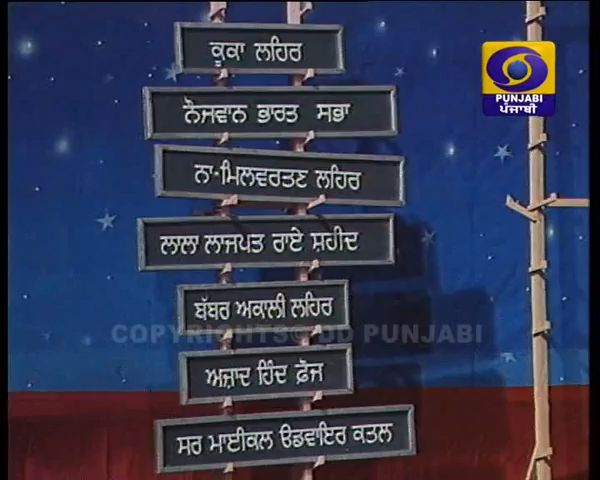 ਕੂਕਾ ਲਹਿਰ
ਨੌਜਵਾਨ ਭਾਰਤ ਸਭਾ
ਨਾ-ਮਿਲਵਰਤਣ ਲਹਿਰ
ਲਾਲਾ ਲਾਜਪਤ ਰਾਏ ਸ਼ਹੀਦ
ਬੱਬਰ ਅਕਾਲੀ ਲਹਿਰ
ਅਜ਼ਾਦ ਹਿੰਦ ਫ਼ੌਜ
ਸਰ ਮਾਈਕਲ ਓਡਵਾਇਰ ਕਤਲ
PUNJABI
ਪੰਜਾਬੀ
COPYRIGHTS© DD PUNJABI